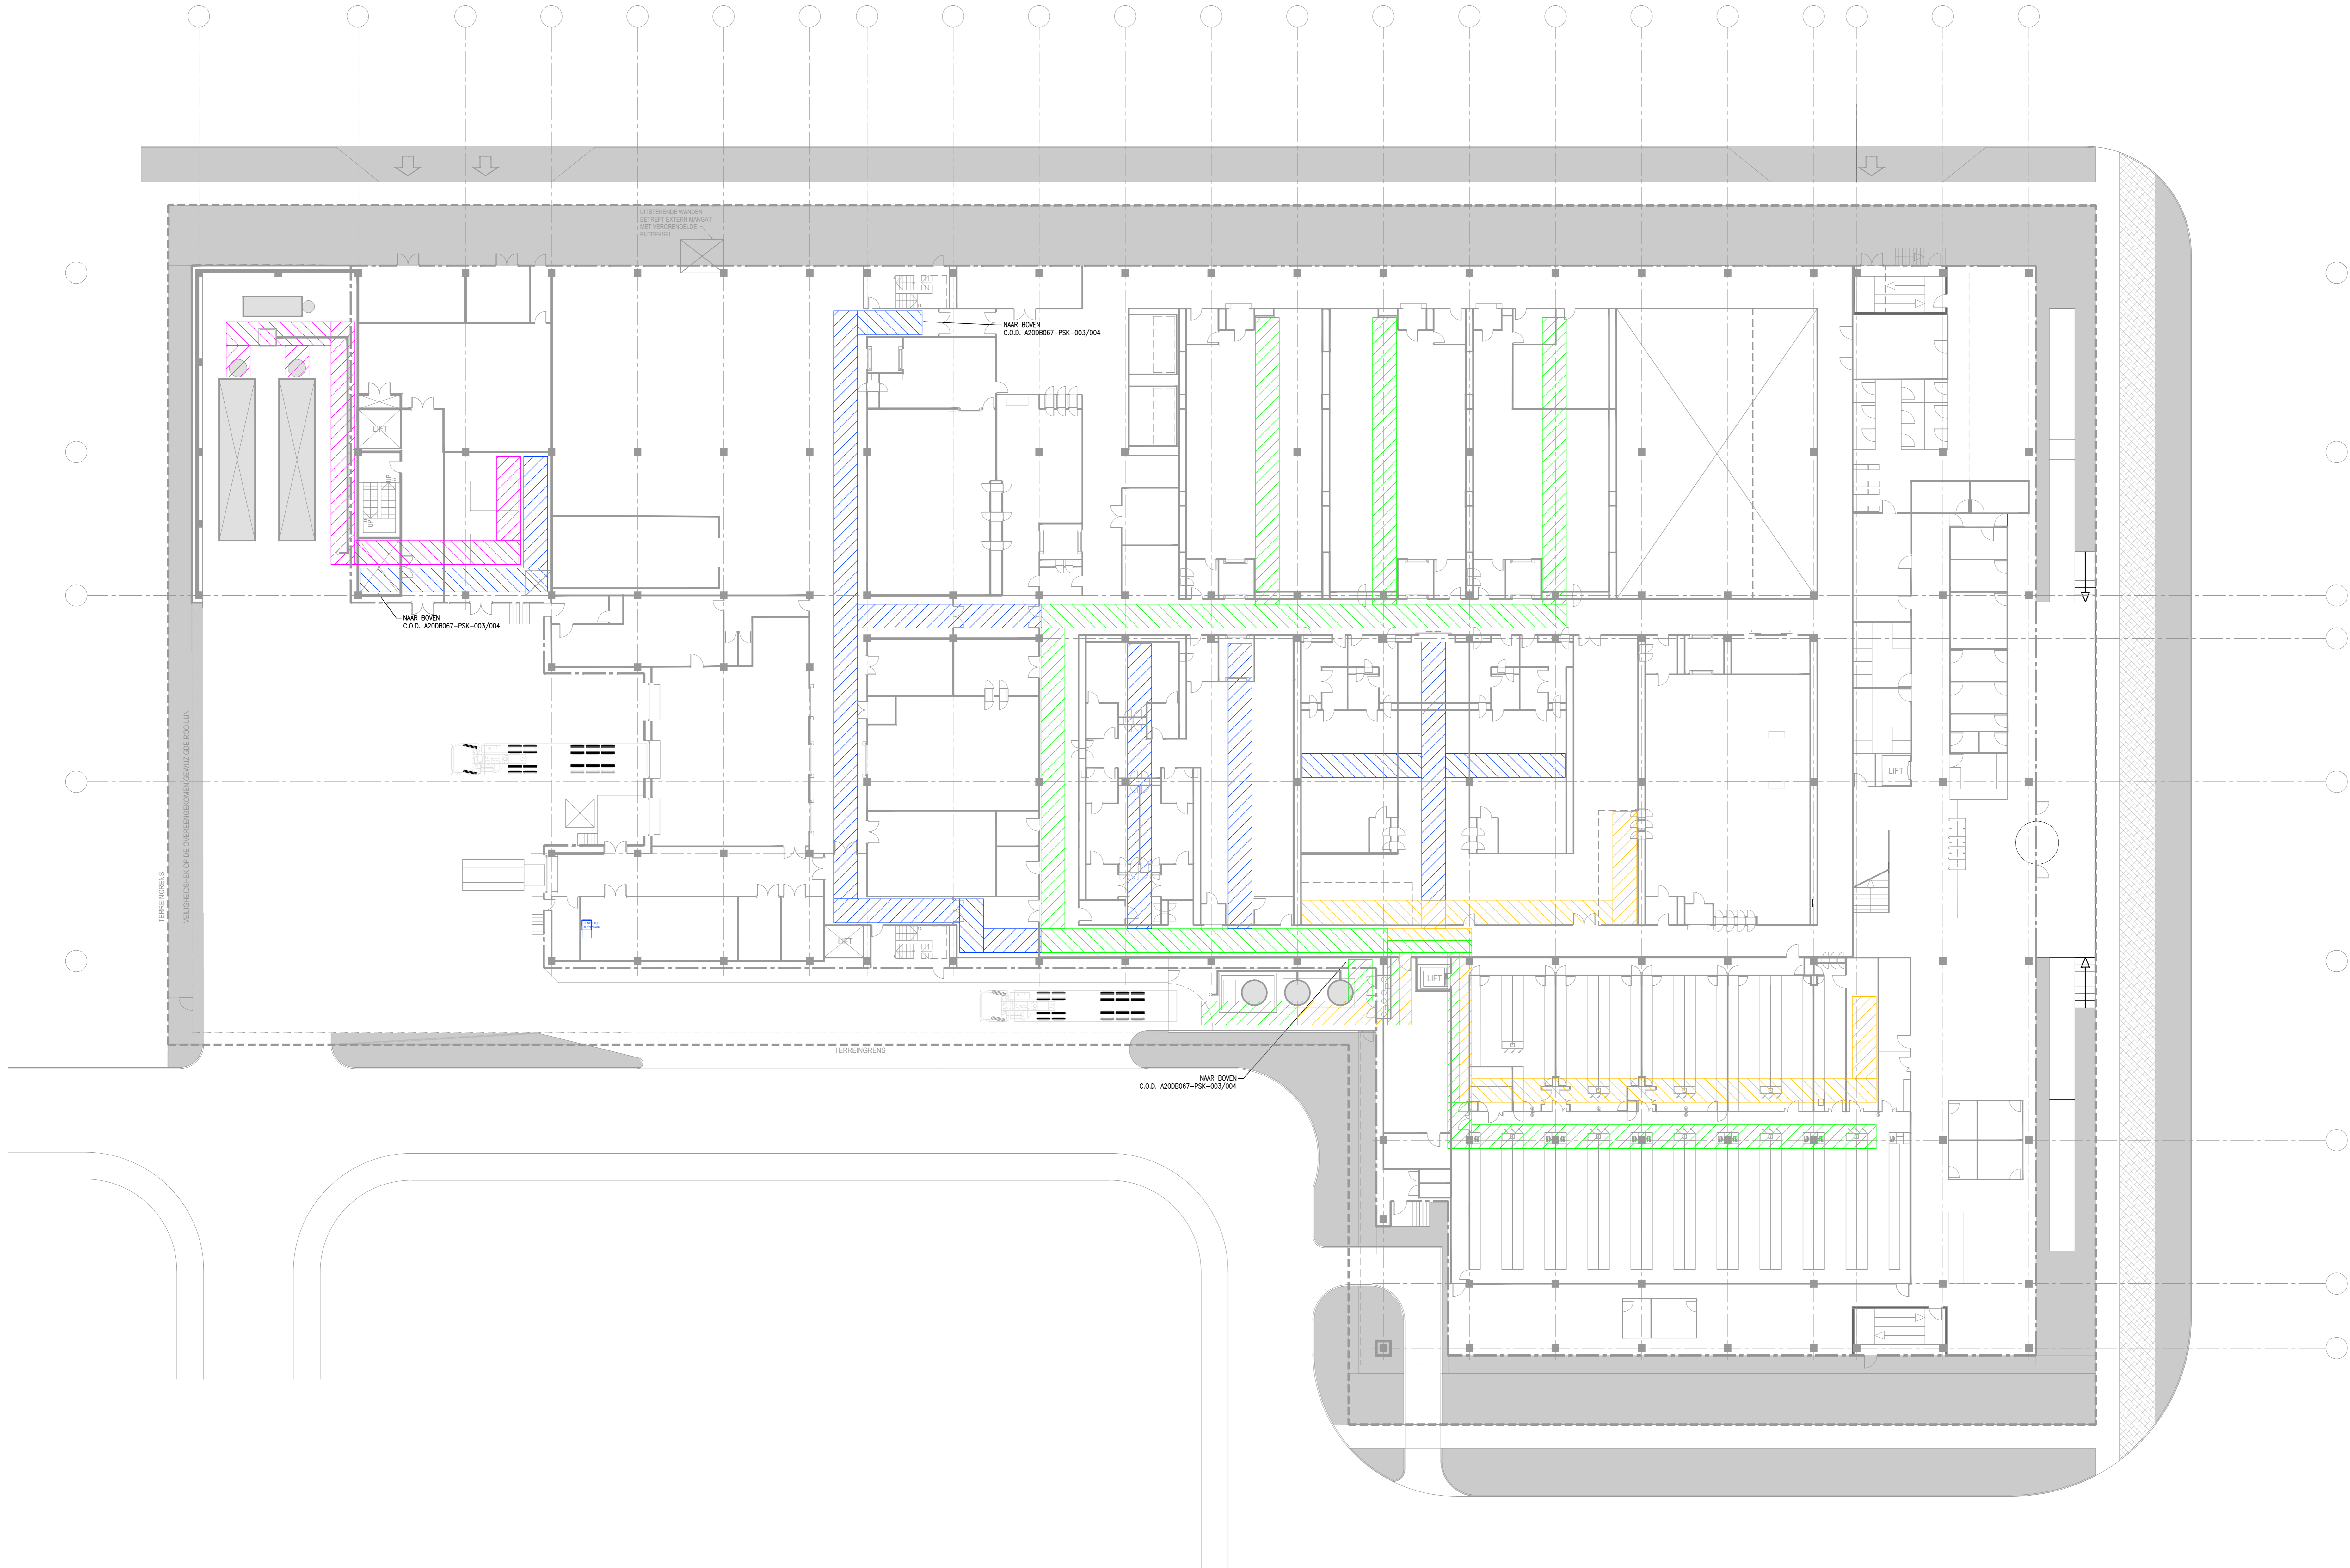 UITSTEKENDE WANDEN
BETREFT EXTERN MANGAT
MET VERGRENDELDE
PUTDEKSEL
NAAR BOVEN
C.O.D. A20DB067-PSK-003/004
LIFT
UP
UP
NAAR BOVEN
C.O.D. A20DB067-PSK-003/004
LIFT
VEILIGHEIDSHEK OP DE OVEREENGEKOMEN GEWIJZIGDE ROOILIJN
TERREINGRENS
LIFT
LIFT
TERREINGRENS
NAAR BOVEN
C.O.D. A20DB067-PSK-003/004